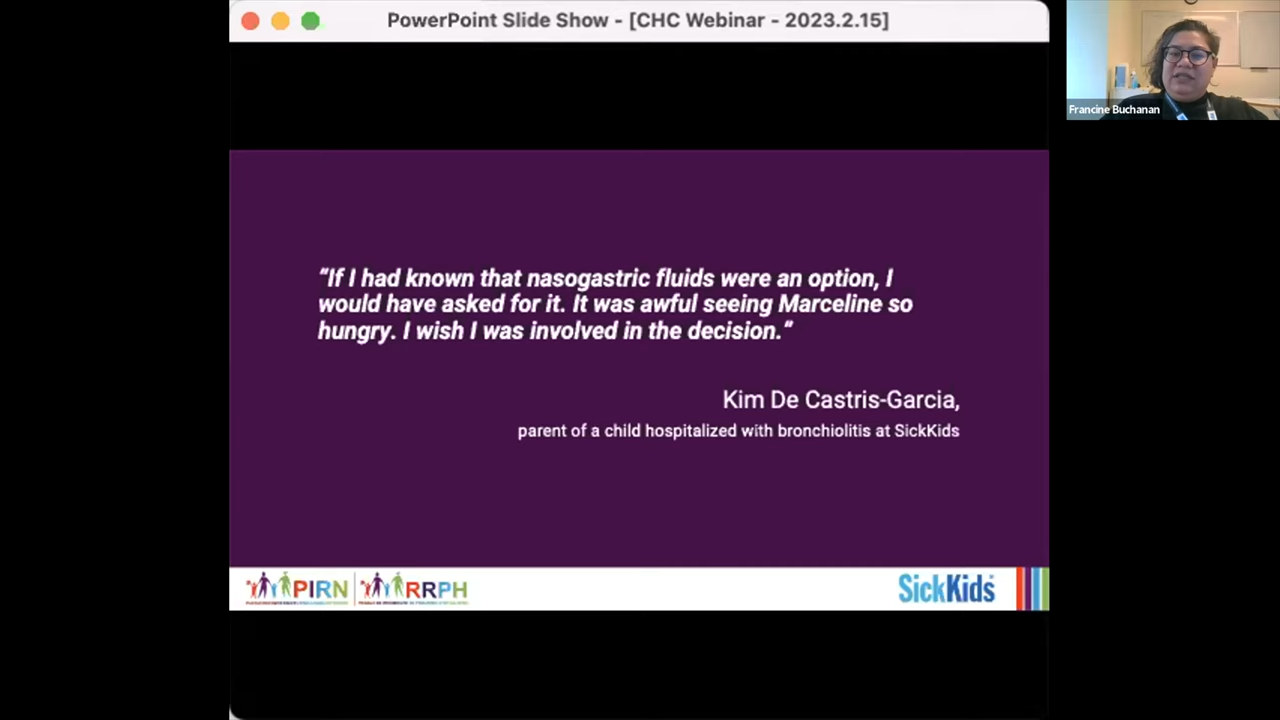 PowerPoint Slide Show - [CHC Webinar - 2023.2.15]
Francine Buchanan
“If I had known that nasogastric fluids were an option, I
would have asked for it. It was awful seeing Marceline so
hungry. I wish I was involved in the decision.“
Kim De Castris-Garcia,
parent of a child hospitalized with bronchiolitis at SickKids
PIRN
RRPH
SickKids